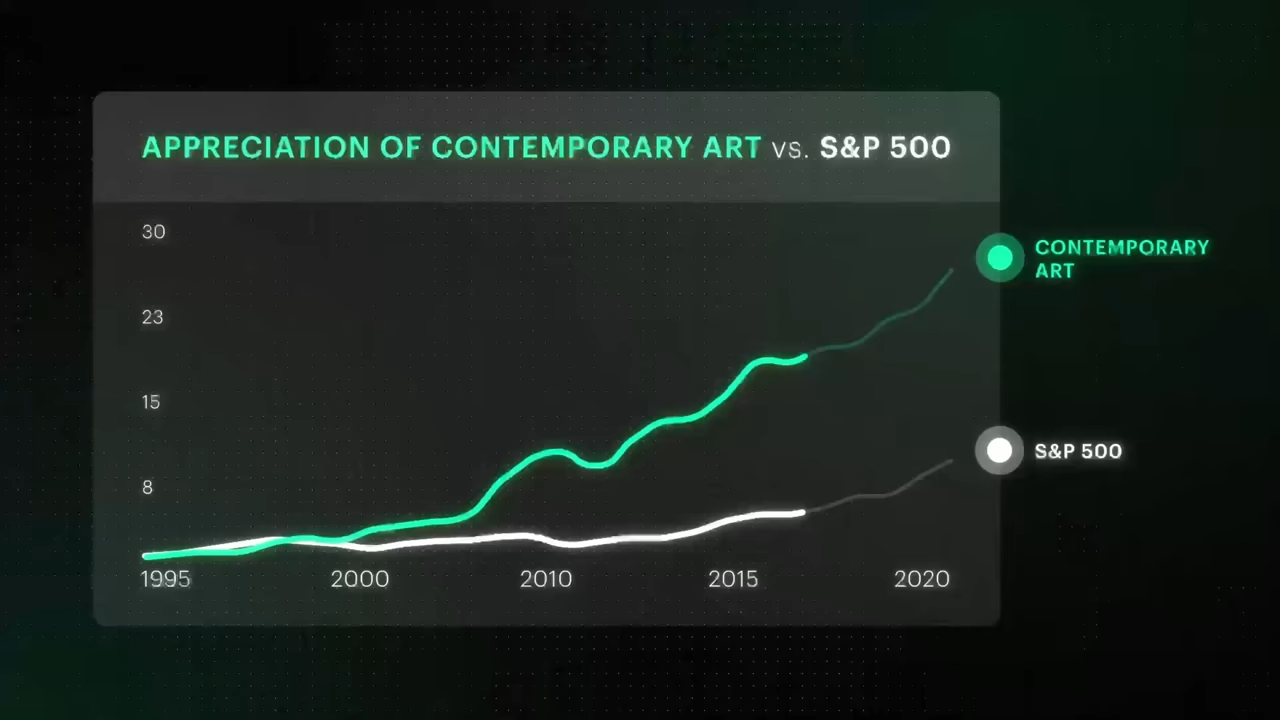 APPRECIATION OF CONTEMPORARY ART vs. S&P 500
30
23
15
8
1995
2000
2010
2015
2020
CONTEMPORARY
ART
S&P 500